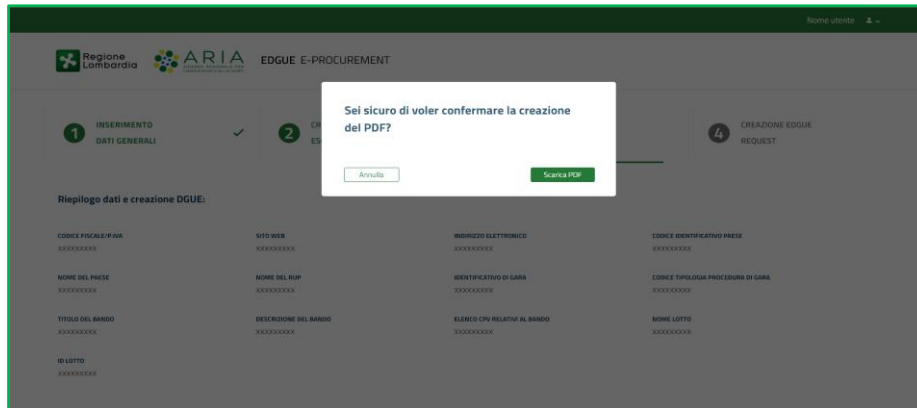 Nome utente
Regione
Lombardia
ARIA
EDGUE E-PROCUREMENT
Sei sicuro di voler confermare la creazione
del PDF?
Annulla
Scarica PDF
1
INSERIMENTO
DATI GENERALI
2
4
CREAZIONE EDGUE
REQUEST
Riepilogo dati e creazione DGUE:
CODICE FISCALE/P.IVA
SITO WEB
INDIRIZZO ELETTRONICO
CODICE IDENTIFICATIVO PAESE
XXXXXXXXX
XXXXXXXXX
XXXXXXXXX
XXXXXXXXX
NOME DEL PAESE
NOME DEL RUP
IDENTIFICATIVO DI GARA
CODICE TIPOLOGIA PROCEDURA DI GARA
XXXXXXXXX
XXXXXXXXX
XXXXXXXXX
XXXXXXXXX
TITOLO DEL BANDO
DESCRIZIONE DEL BANDO
ELENCO CPV RELATIVI AL BANDO
NOME LOTTO
XXXXXXXXX
XXXXXXXXX
XXXXXXXXX
XXXXXXXXX
ID LOTTO
XXXXXXXXX